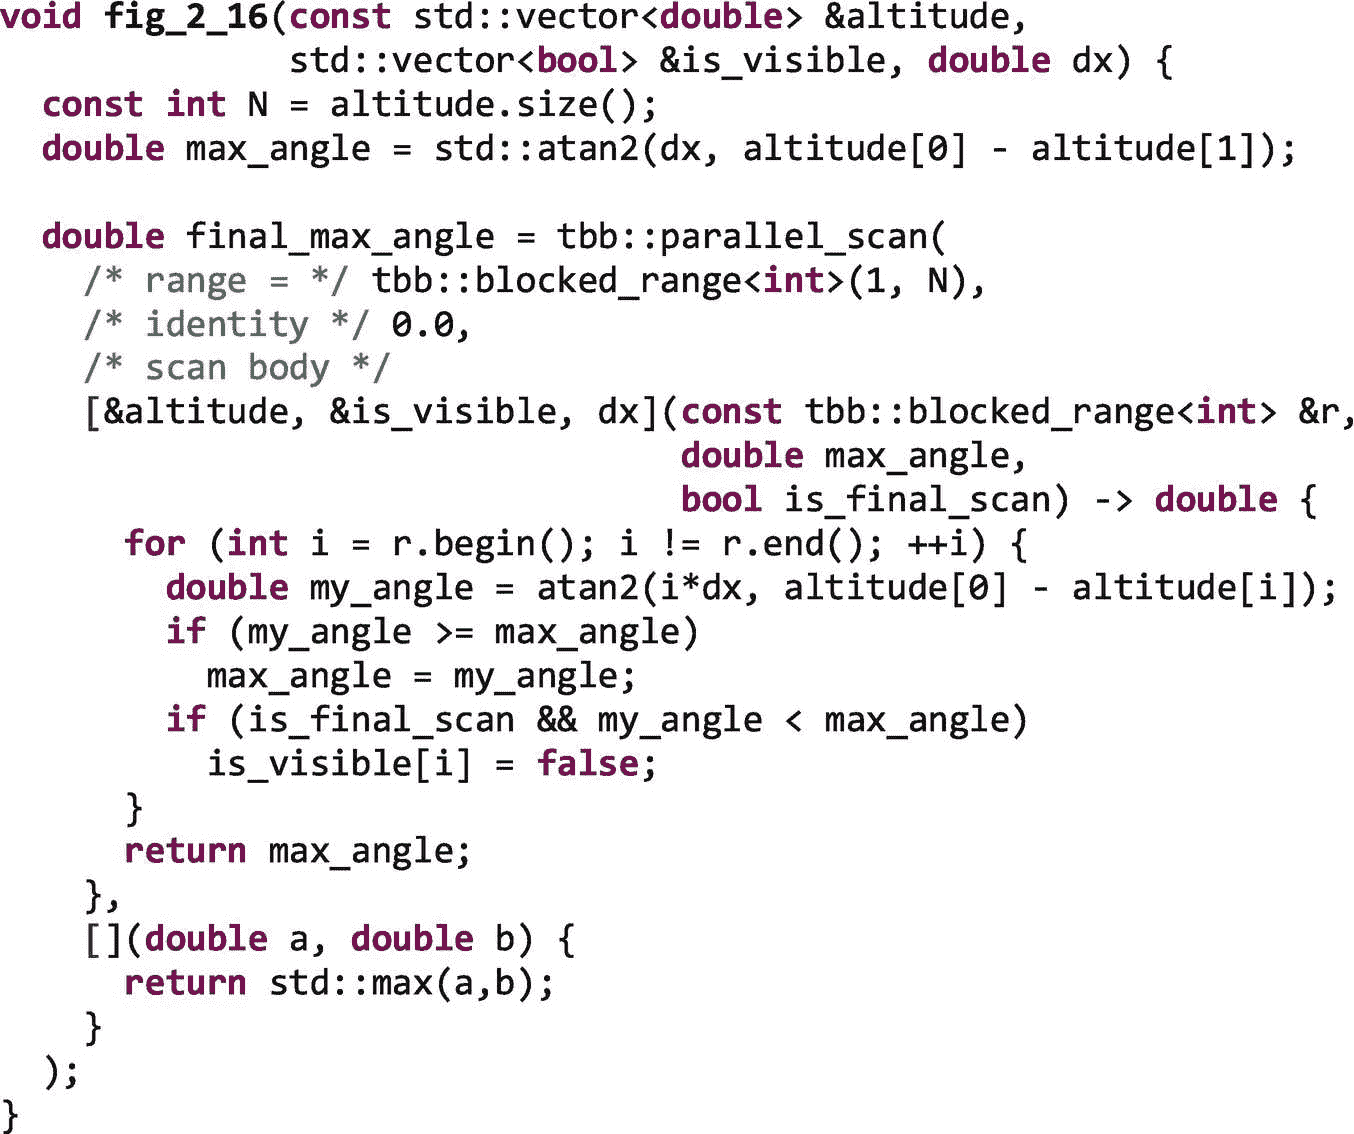 void fig_2_16(const std::vector<double> &altitude,
              std::vector<bool> &is_visible, double dx) {
  const int N = altitude.size();
  double max_angle = std::atan2(dx, altitude[0] - altitude[1]);

  double final_max_angle = tbb::parallel_scan(
    /* range = */ tbb::blocked_range<int>(1, N),
    /* identity */ 0.0,
    /* scan body */
    [&altitude, &is_visible, dx](const tbb::blocked_range<int> &r,
                                 double max_angle,
                                 bool is_final_scan) -> double {
      for (int i = r.begin(); i != r.end(); ++i) {
        double my_angle = atan2(i*dx, altitude[0] - altitude[i]);
        if (my_angle >= max_angle)
          max_angle = my_angle;
        if (is_final_scan && my_angle < max_angle)
          is_visible[i] = false;
      }
      return max_angle;
    },
    [](double a, double b) {
      return std::max(a,b);
    }
  );
}